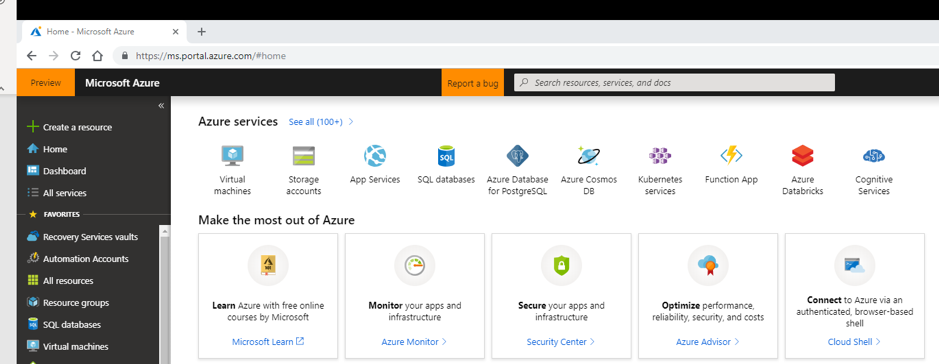 Home - Microsoft Azure
https://ms.portal.azure.com/#home
Preview
Microsoft Azure
Report a bug
Search resources, services, and docs
Create a resource
Home
Dashboard
All services
FAVORITES
Recovery Services vaults
Automation Accounts
All resources
Resource groups
SQL databases
Virtual machines
Azure services
See all (100+)
Virtual
machines
Storage
accounts
App Services
SQL
SQL databases
Azure Database
for PostgreSQL
Azure Cosmos
DB
Kubernetes
services
Function App
Azure
Databricks
Cognitive
Services
Make the most out of Azure
Learn Azure with free online
courses by Microsoft
Microsoft Learn
Monitor your apps and
infrastructure
Azure Monitor
Secure your apps and
infrastructure
Security Center
Optimize performance,
reliability, security, and costs
Azure Advisor
Connect to Azure via an
authenticated, browser-based
shell
Cloud Shell